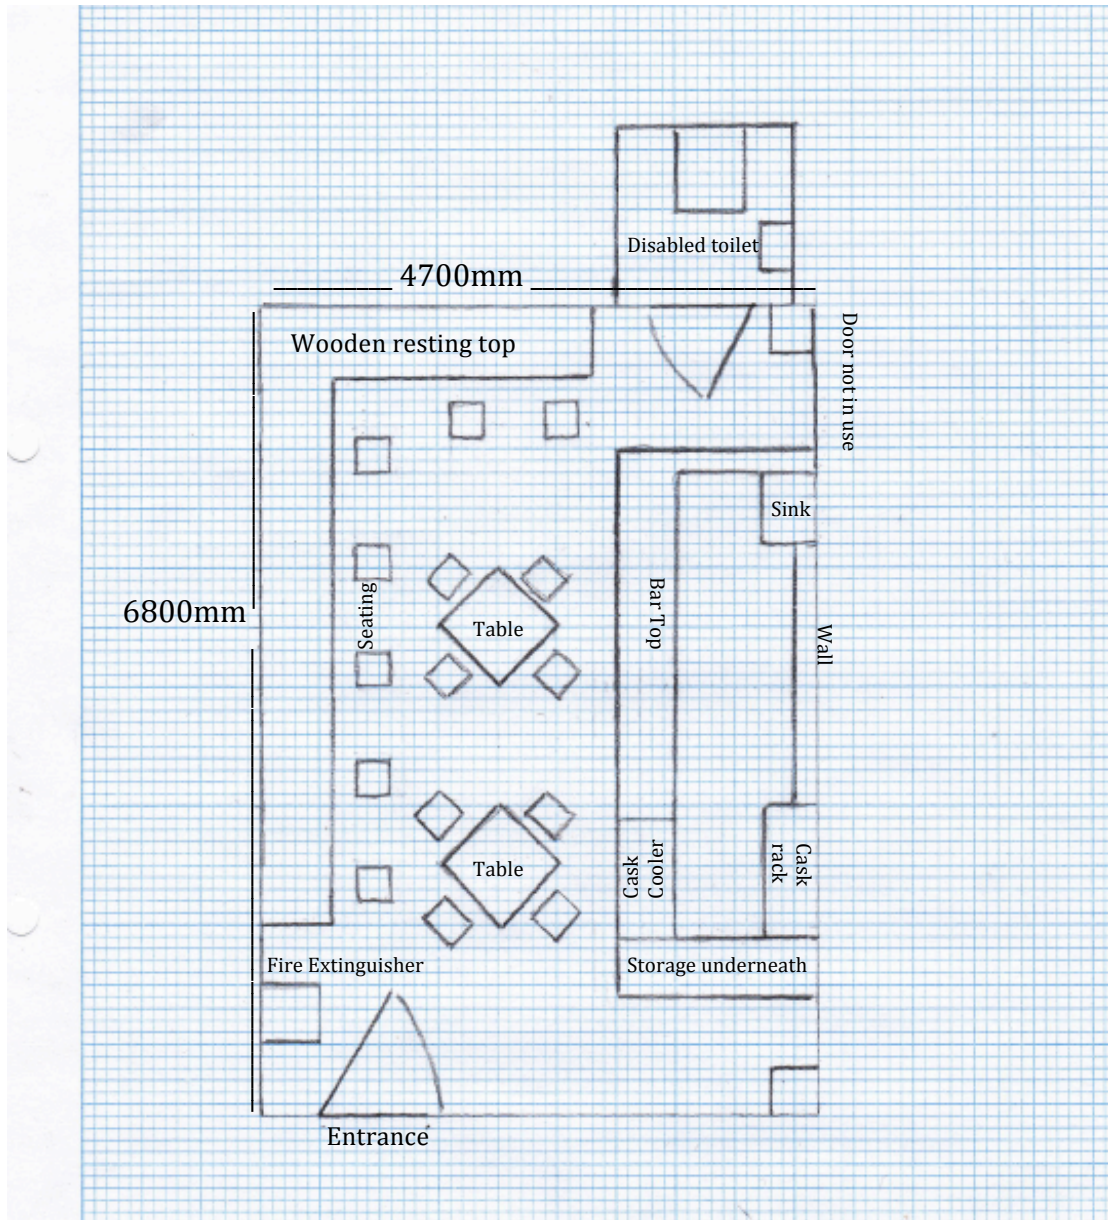 Disabled toilet
4700mm
Wooden resting top
Door not in use
Sink
Seating
Table
Bar Top
6800mm
Wall
Table
Cask
Cooler
Cask
rack
Fire Extinguisher
Storage underneath
Entrance